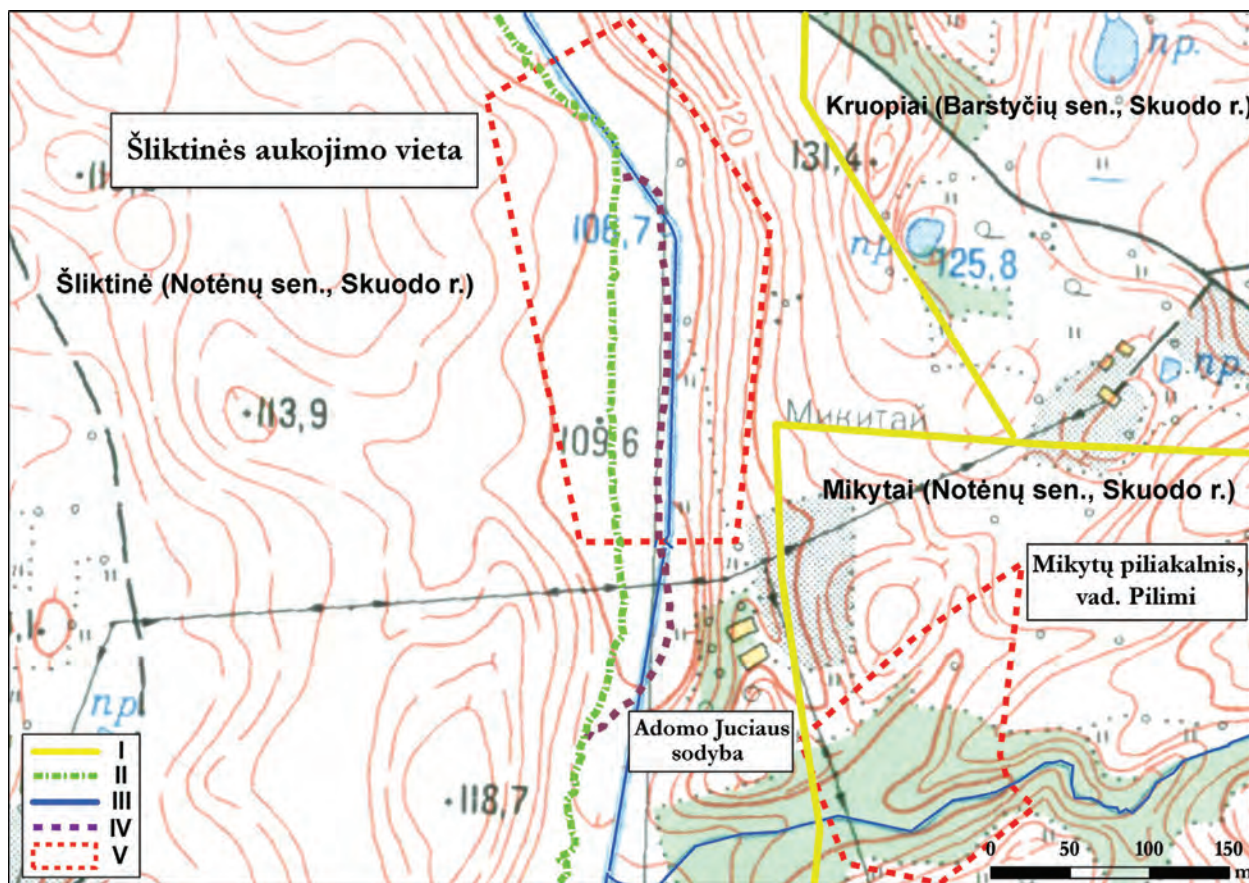 Kruopiai (Barstyčių sen., Skuodo r.)
Šliktinės aukojimo vieta
Šliktinė (Notėnų sen., Skuodo r.)
Mikytai (Notėnų sen., Skuodo r.)
Mikytų piliakalnis,
vad. Pilimi
Adomo Juciaus
sodyba
п.р.
120
131,4
108,7
п.р.
125,8
п.р.
Микитай
113,9
109,6
п.р.
118,7
I
II
III
IV
V
0 50 100 150
m